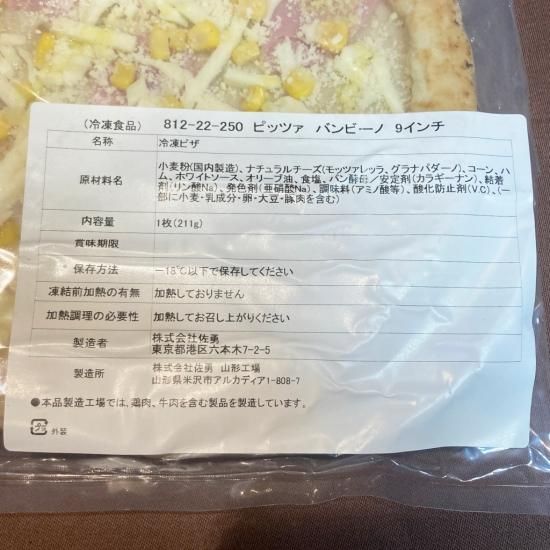 (冷凍食品) 812-22-250 ピッツァ バンビーノ 9インチ
名称 冷凍ピザ
原材料名
小麦粉(国内製造)、ナチュラルチーズ(モッツァレッラ、グラナパダーノ)、コーン、ハ
ム、ホワイトソース、オリーブ油、食塩、パン酵母/安定剤(カラギーナン)、結着
剤(リン酸Na)、発色剤(亜硝酸Na)、調味料(アミノ酸等)、酸化防止剤(V.C)、(一
部に小麦・乳成分・卵・大豆・豚肉を含む)
内容量 1枚(211g)
賞味期限
保存方法 −18℃以下で保存してください
凍結前加熱の有無 加熱しておりません
加熱調理の必要性 加熱してお召し上がりください
製造者 株式会社佐勇
東京都港区六本木7-2-5
製造所 株式会社佐勇 山形工場
山形県米沢市アルカディア1-808-7
●本品製造工場では、鶏肉、牛肉を含む製品を製造しています。
プラ 外装